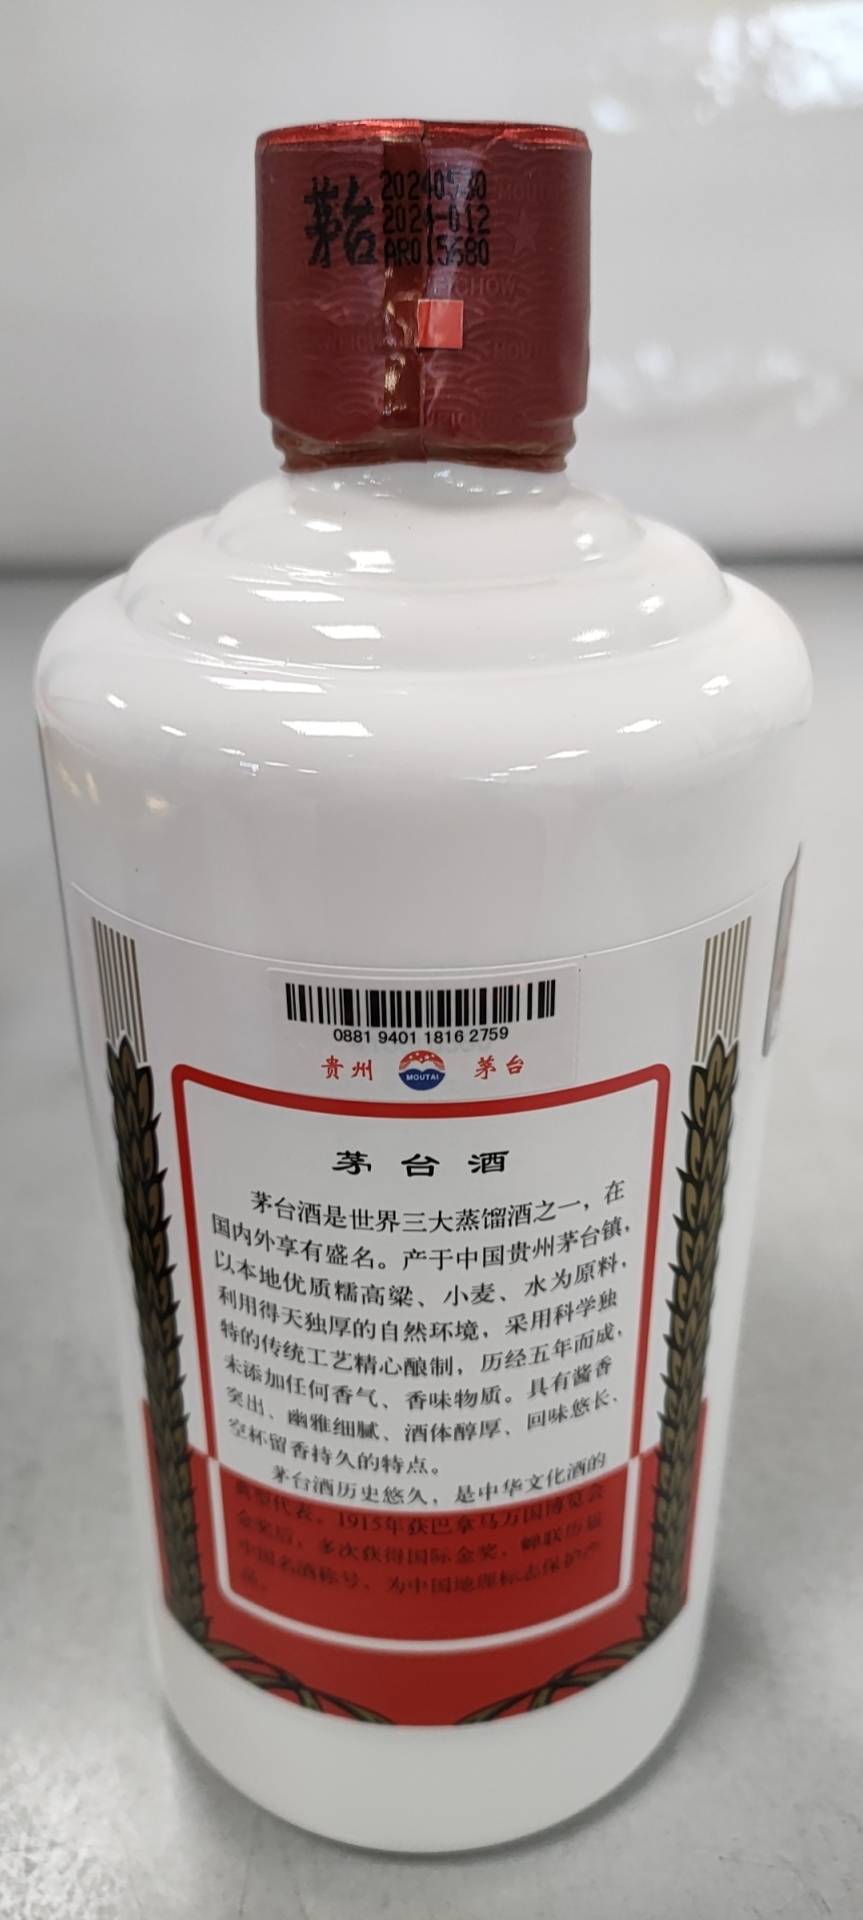 茅台
20240530
2024-012
AR015680
MOUTAI
WEICHOW
MOUTAI
0881 9401 1816 2759
贵州 MOUTAI 茅台
茅台酒
茅台酒是世界三大蒸馏酒之一，在
国内外享有盛名。产于中国贵州茅台镇，
以本地优质糯高粱、小麦、水为原料，
利用得天独厚的自然环境，采用科学独
特的传统工艺精心酿制，历经五年而成，
未添加任何香气、香味物质。具有酱香
突出、幽雅细腻、酒体醇厚、回味悠长、
空杯留香持久的特点。
茅台酒历史悠久，是中华文化酒的
典型代表，1915年获巴拿马万国博览会
金奖后，多次获得国际金奖，蝉联历届
中国名酒称号，为中国地理标志保护产
品。